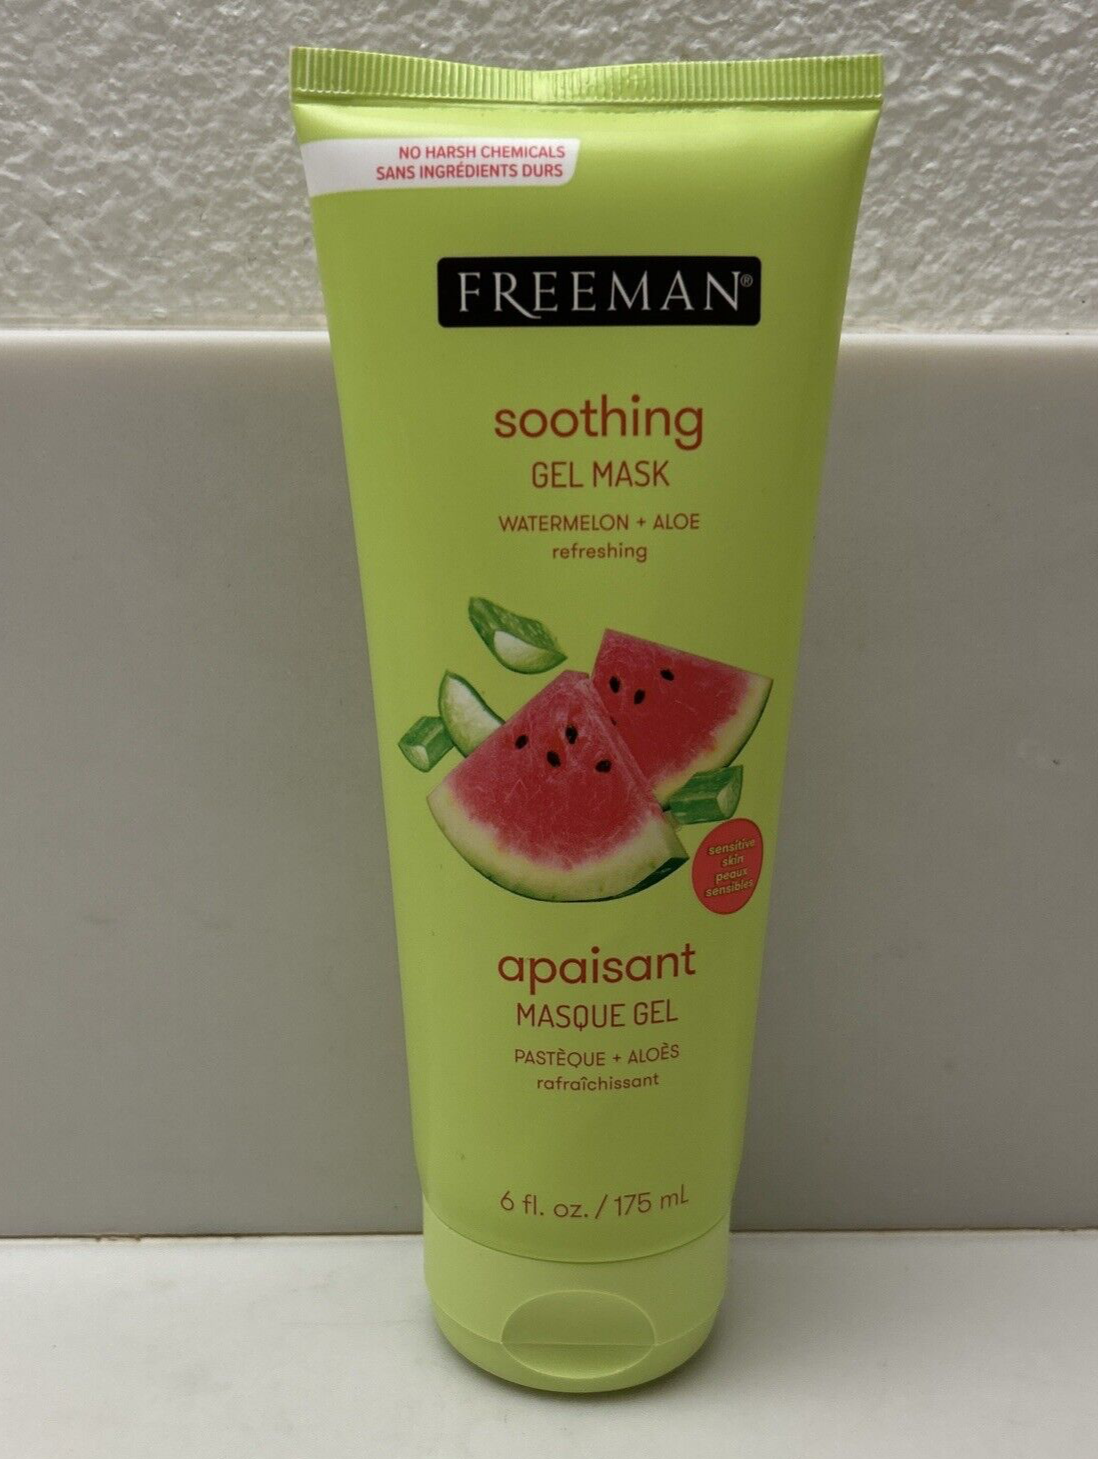 NO HARSH CHEMICALS
SANS INGRÉDIENTS DURS
FREEMAN®
soothing
GEL MASK
WATERMELON + ALOE
refreshing
sensitive
skin
peaux
sensibles
apaisant
MASQUE GEL
PASTÈQUE + ALOÈS
rafraîchissant
6 fl. oz. / 175 mL